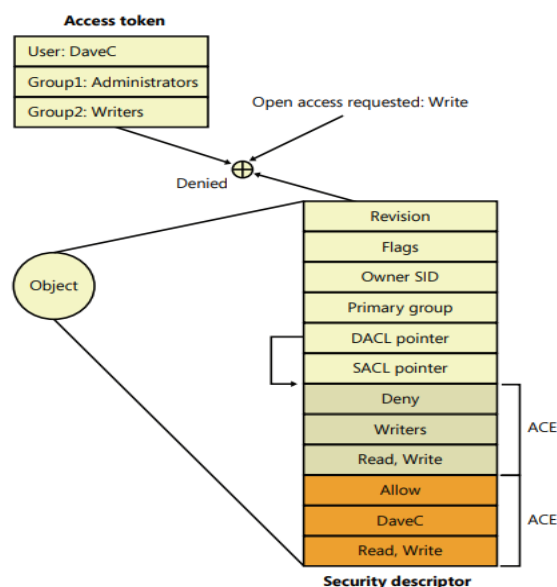 Access token
User: DaveC
Group1: Administrators
Group2: Writers
Open access requested: Write
Denied
Revision
Flags
Owner SID
Object
Primary group
DACL pointer
SACL pointer
Deny
Writers
ACE
Read, Write
Allow
DaveC
ACE
Read, Write
Security descriptor